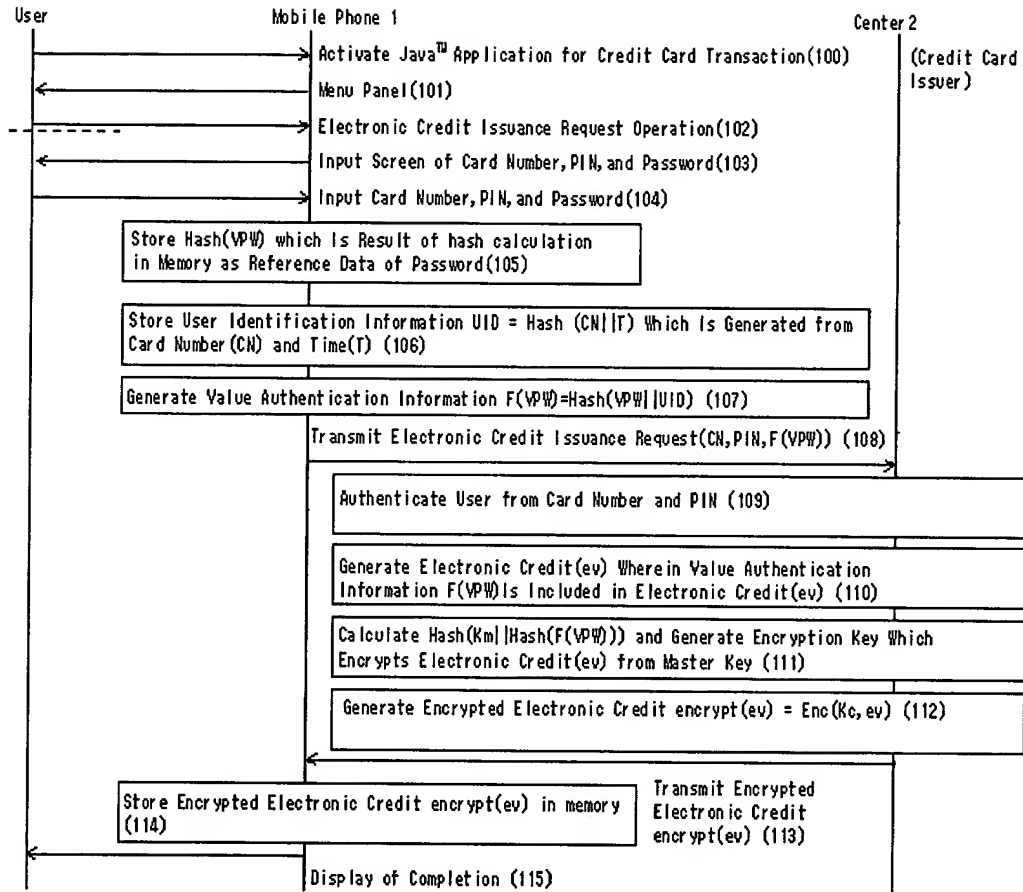 User
Mobile Phone 1
Center2
Activate Java™ Application for Credit Card Transaction(100)
(Credit Card
Issuer)
Menu Panel(101)
Electronic Credit Issuance Request Operation(102)
Input Screen of Card Number,PIN,and Password(103)
Input Card Number,PIN,and Password(104)
Store Hash(VPW) which Is Result of hash calculation
in Memory as Reference Data of Password(105)
Store User Identification Information UID = Hash (CN||T) Which Is Generated from
Card Number(CN) and Time(T) (106)
Generate Value Authentication Information F(VPW)=Hash(VPW||UID) (107)
Transmit Electronic Credit Issuance Request(CN,PIN,F(VPW)) (108)
Authenticate User from Card Number and PIN (109)
Generate Electronic Credit(ev) Wherein Value Authentication
Information F(VPW)Is Included in Electronic Credit(ev) (110)
Calculate Hash(Km||Hash(F(VPW))) and Generate Encryption Key Which
Encrypts Electronic Credit(ev) from Master Key (111)
Generate Encrypted Electronic Credit encrypt(ev) = Enc(Kc,ev) (112)
Store Encrypted Electronic Credit encrypt(ev) in memory
(114)
Transmit Encrypted
Electronic Credit
encrypt(ev) (113)
Display of Completion (115)